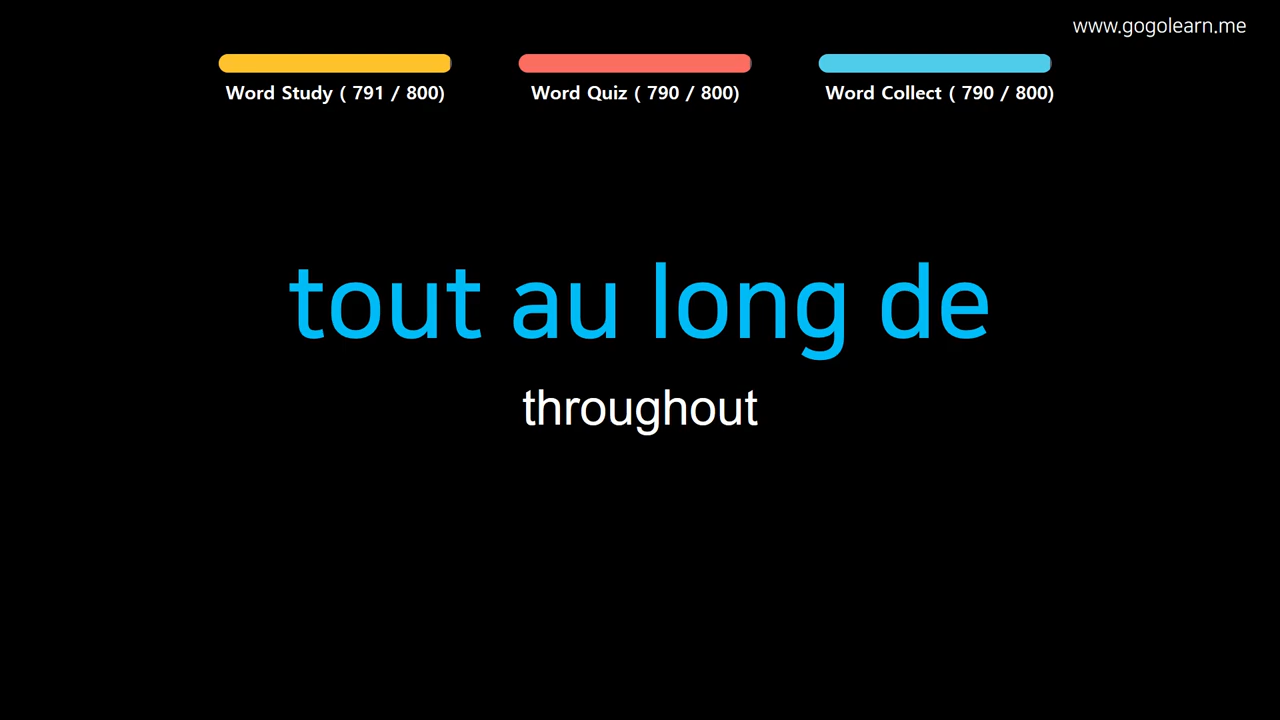 www.gogolearn.me
Word Study ( 791 / 800)
Word Quiz ( 790 / 800)
Word Collect ( 790 / 800)
tout au long de
throughout